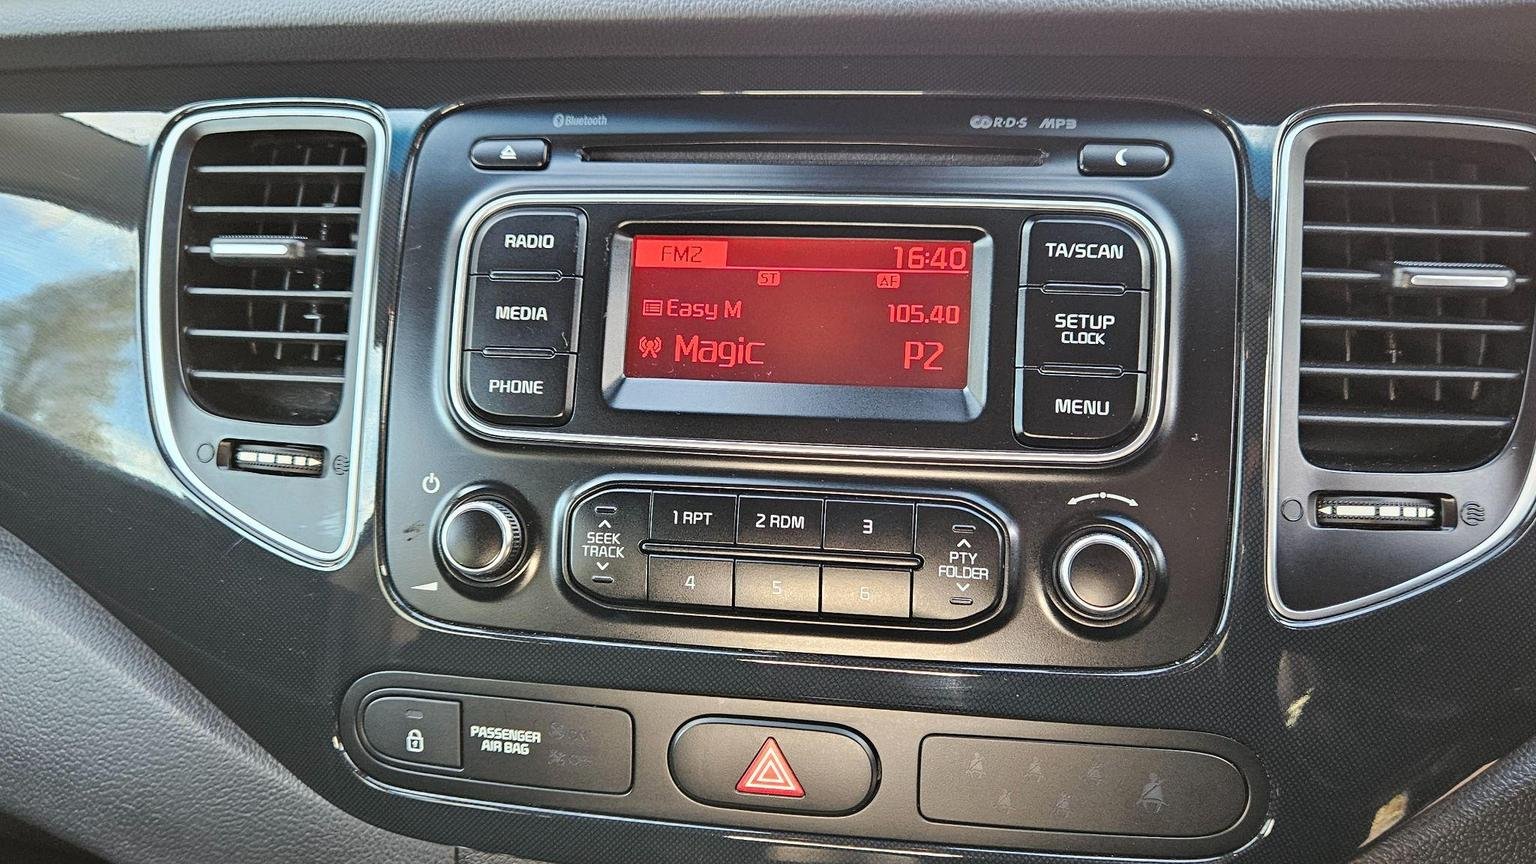 Bluetooth
RDS MP3
RADIO
MEDIA
PHONE
FM2 16:40
ST AF
Easy M 105.40
Magic P2
TA/SCAN
SETUP
CLOCK
MENU
SEEK
TRACK
1 RPT
2 RDM
3
4
5
6
PTY
FOLDER
PASSENGER
AIR BAG